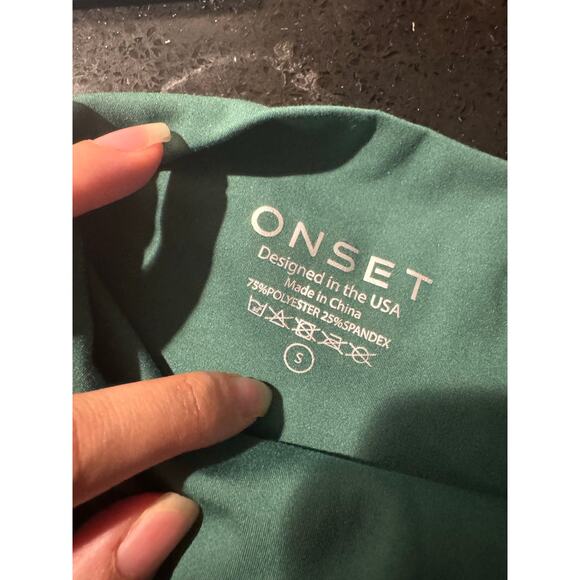 ONSET
Designed in the USA
Made in China
75%POLYESTER 25%SPANDEX
S